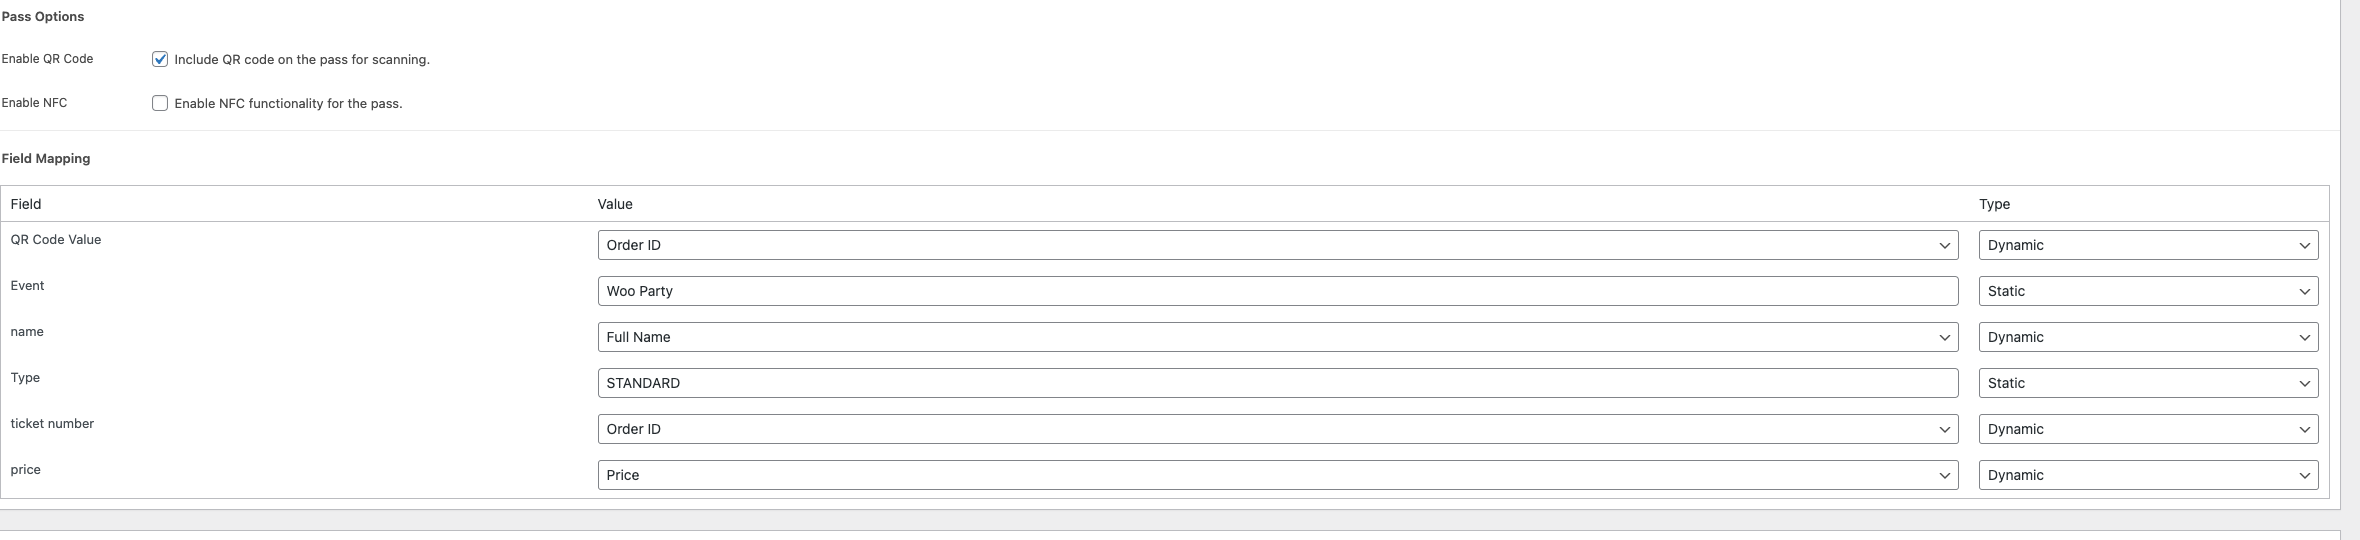 Pass Options
Enable QR Code Include QR code on the pass for scanning.
Enable NFC Enable NFC functionality for the pass.
Field Mapping
Field Value Type
QR Code Value Order ID Dynamic
Event Woo Party Static
name Full Name Dynamic
Type STANDARD Static
ticket number Order ID Dynamic
price Price Dynamic